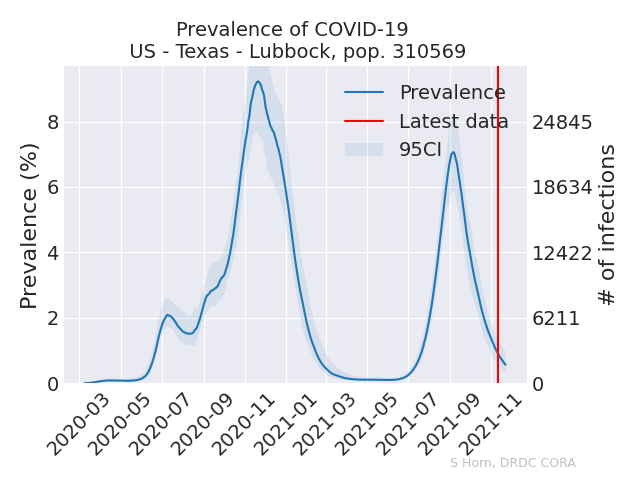 Prevalence of COVID-19
US - Texas - Lubbock, pop. 310569
Prevalence
Latest data
95CI
Prevalence (%)
8
6
4
2
0
24845
18634
12422
6211
0
# of infections
2020-03
2020-05
2020-07
2020-09
2020-11
2021-01
2021-03
2021-05
2021-07
2021-09
2021-11
S Horn, DRDC CORA